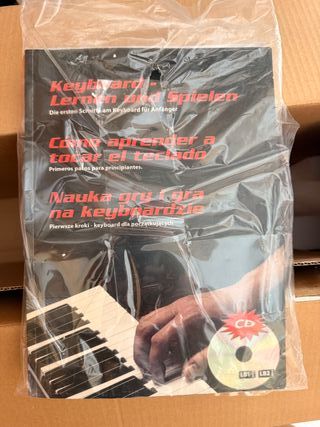 Keyboard -
Lernen und Spielen
Die ersten Schritte am Keyboard für Anfänger
Cómo aprender a
tocar el teclado
Primeros pasos para principiantes.
Nauka gry i gra
na keyboardzie
Pierwsze kroki - keyboard dla początkujących
CD